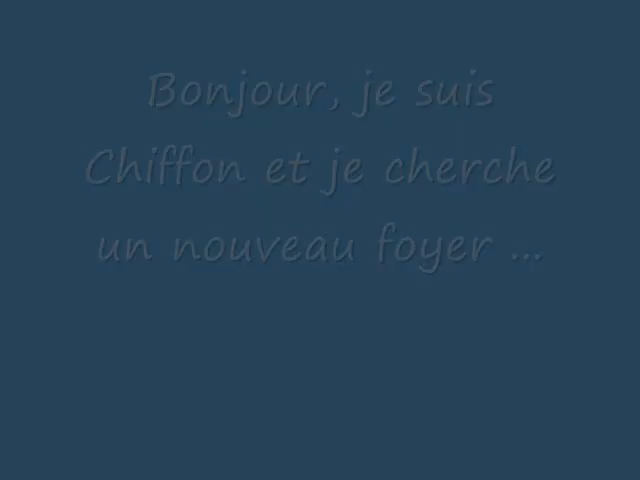 Bonjour, je suis
Chiffon et je cherche
un nouveau foyer ...